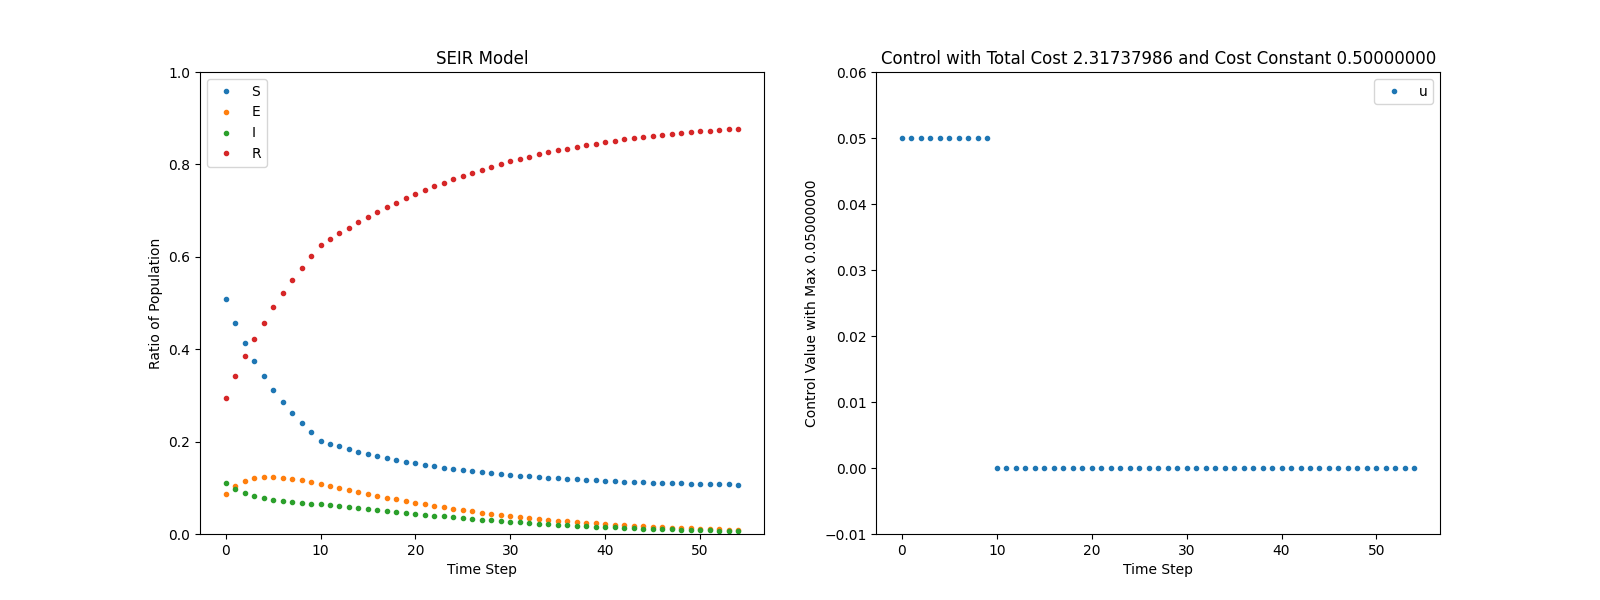 SEIR Model
S
E
I
R
1.0
0.8
0.6
0.4
0.2
0.0
Ratio of Population
0 10 20 30 40 50
Time Step
Control with Total Cost 2.31737986 and Cost Constant 0.50000000
u
0.06
0.05
0.04
0.03
0.02
0.01
0.00
−0.01
Control Value with Max 0.05000000
0 10 20 30 40 50
Time Step